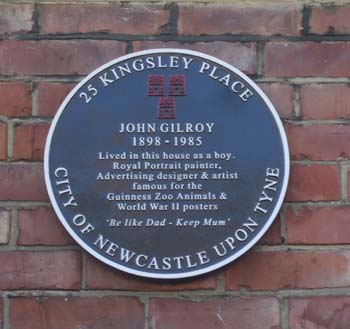 25 KINGSLEY PLACE
JOHN GILROY
1898 - 1985
Lived in this house as a boy.
Royal Portrait painter,
Advertising designer & artist
famous for the
Guinness Zoo Animals &
World War II posters
'Be like Dad - Keep Mum'
CITY OF NEWCASTLE UPON TYNE